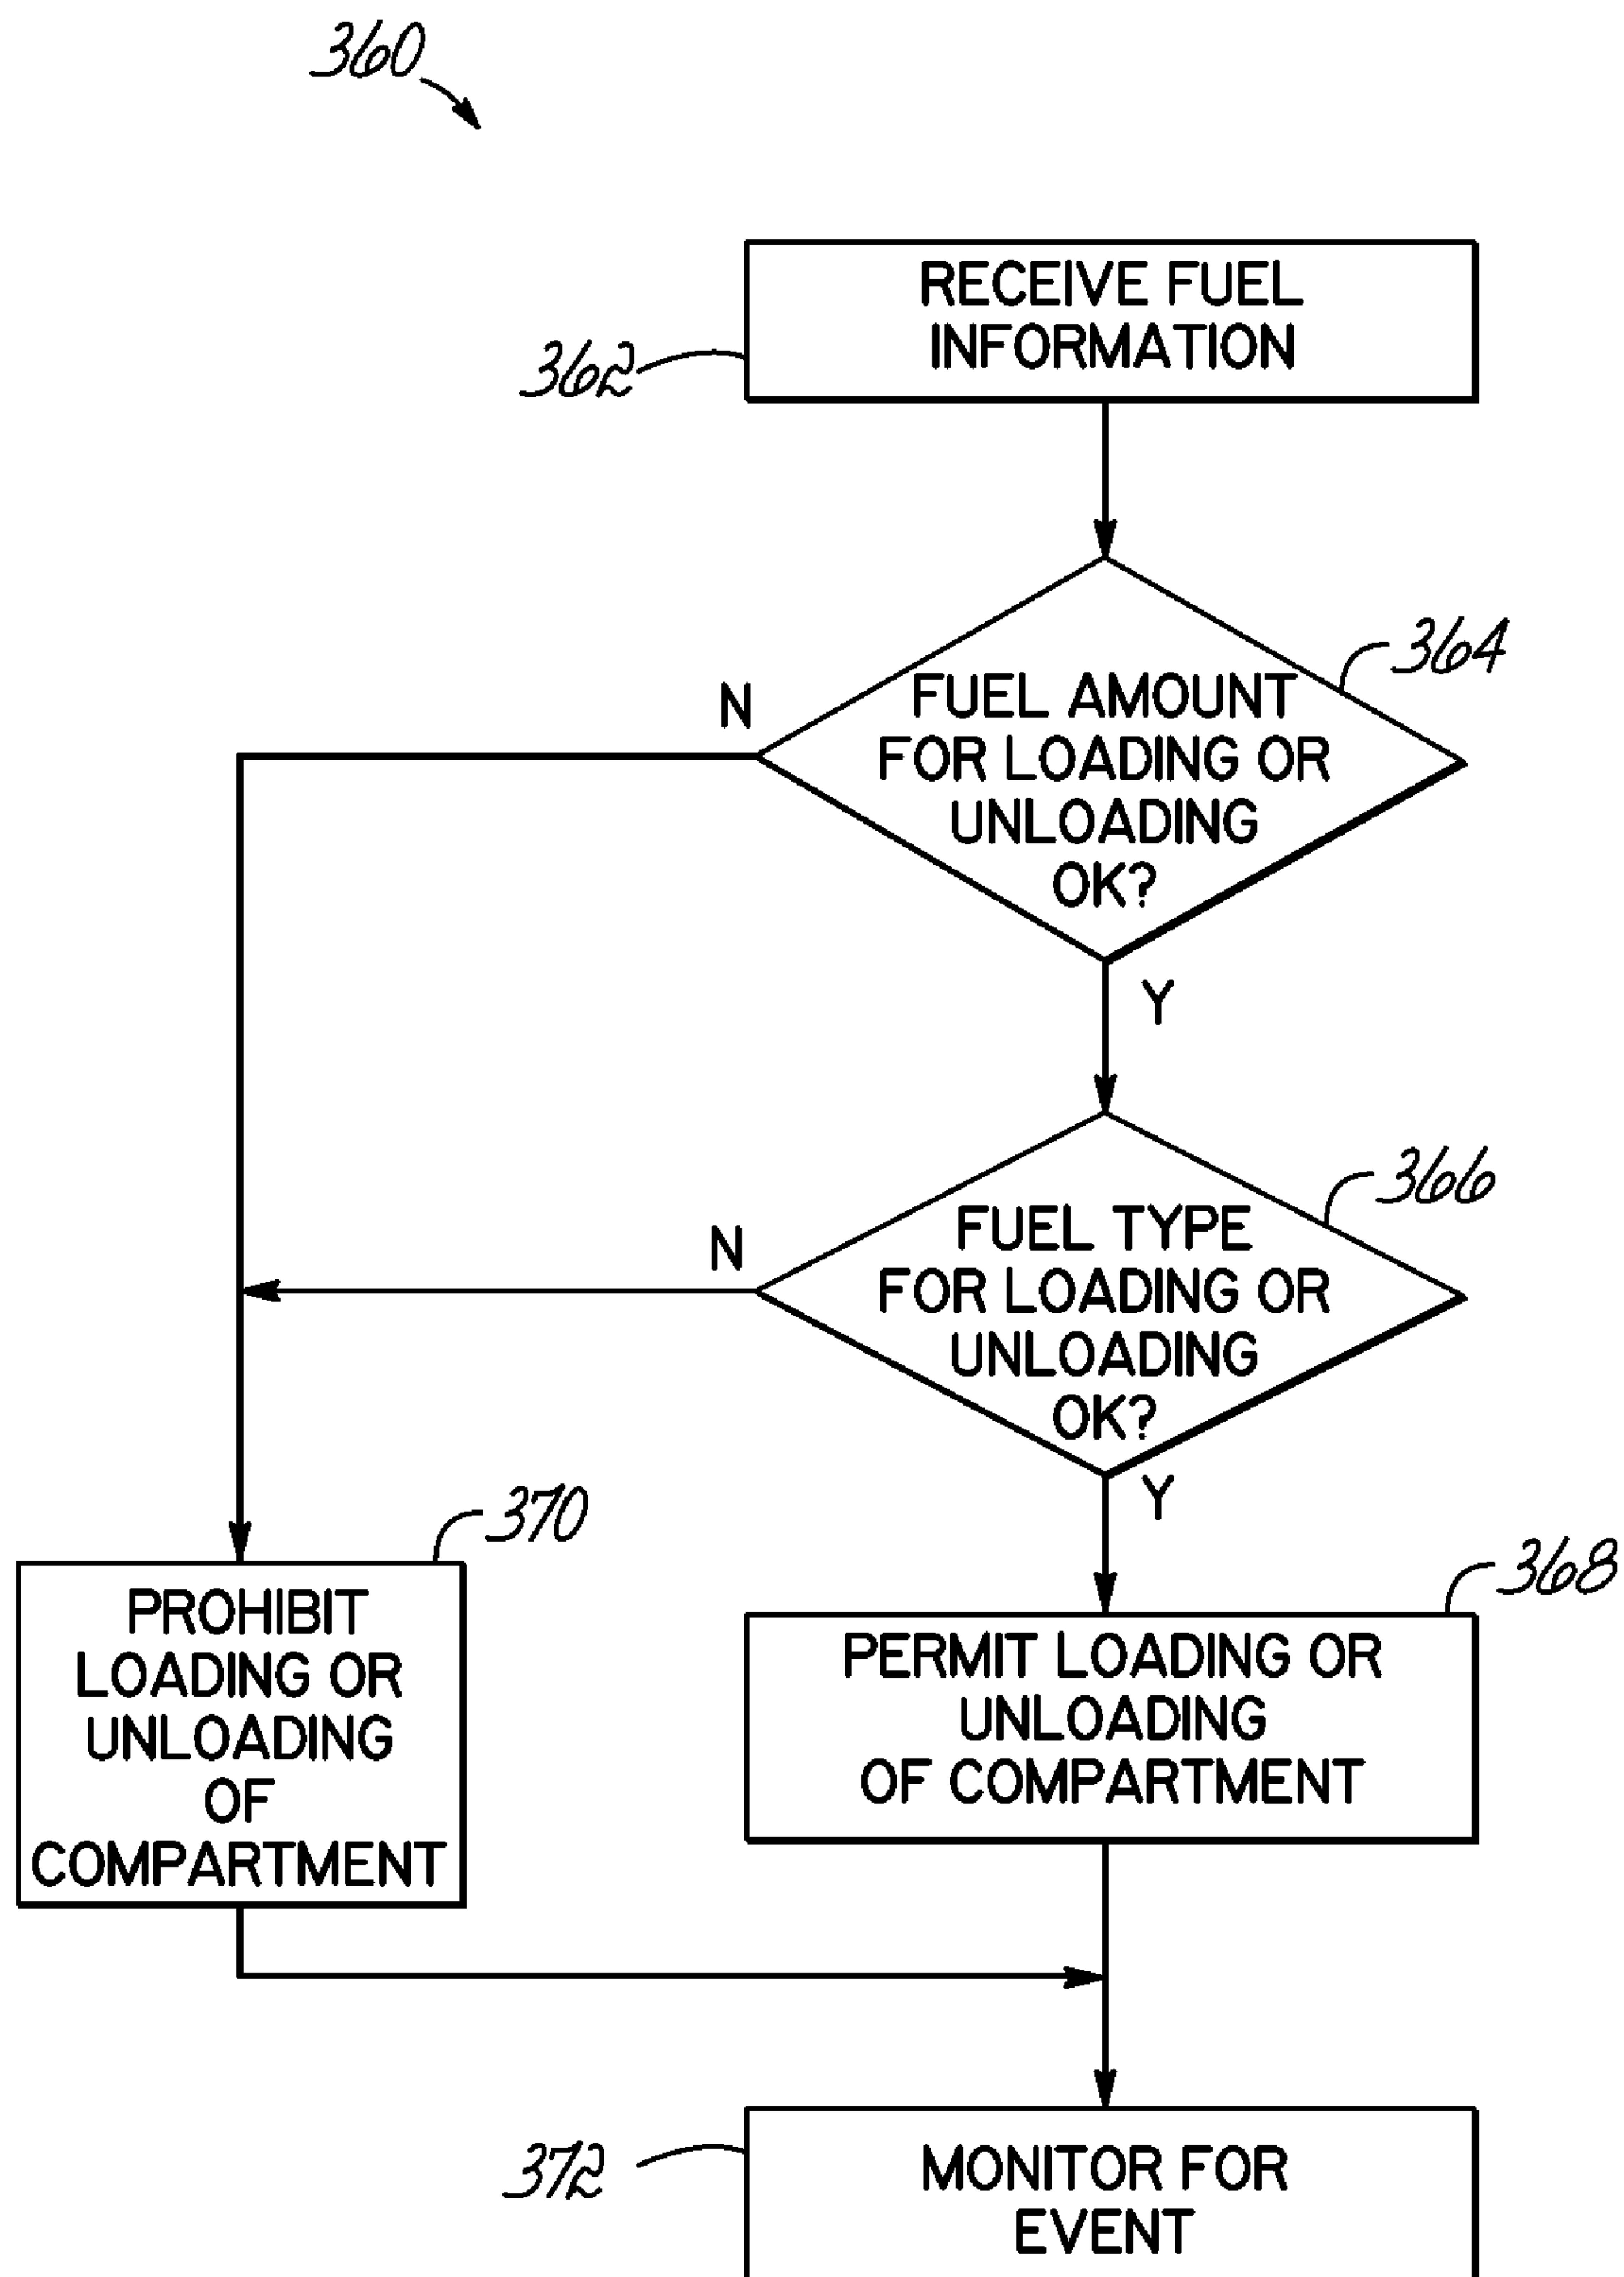 360
RECEIVE FUEL
INFORMATION
362
364
FUEL AMOUNT
FOR LOADING OR
UNLOADING
OK?
N
Y
366
FUEL TYPE
FOR LOADING OR
UNLOADING
OK?
N
Y
370
PROHIBIT
LOADING OR
UNLOADING
OF
COMPARTMENT
368
PERMIT LOADING OR
UNLOADING
OF COMPARTMENT
372
MONITOR FOR
EVENT